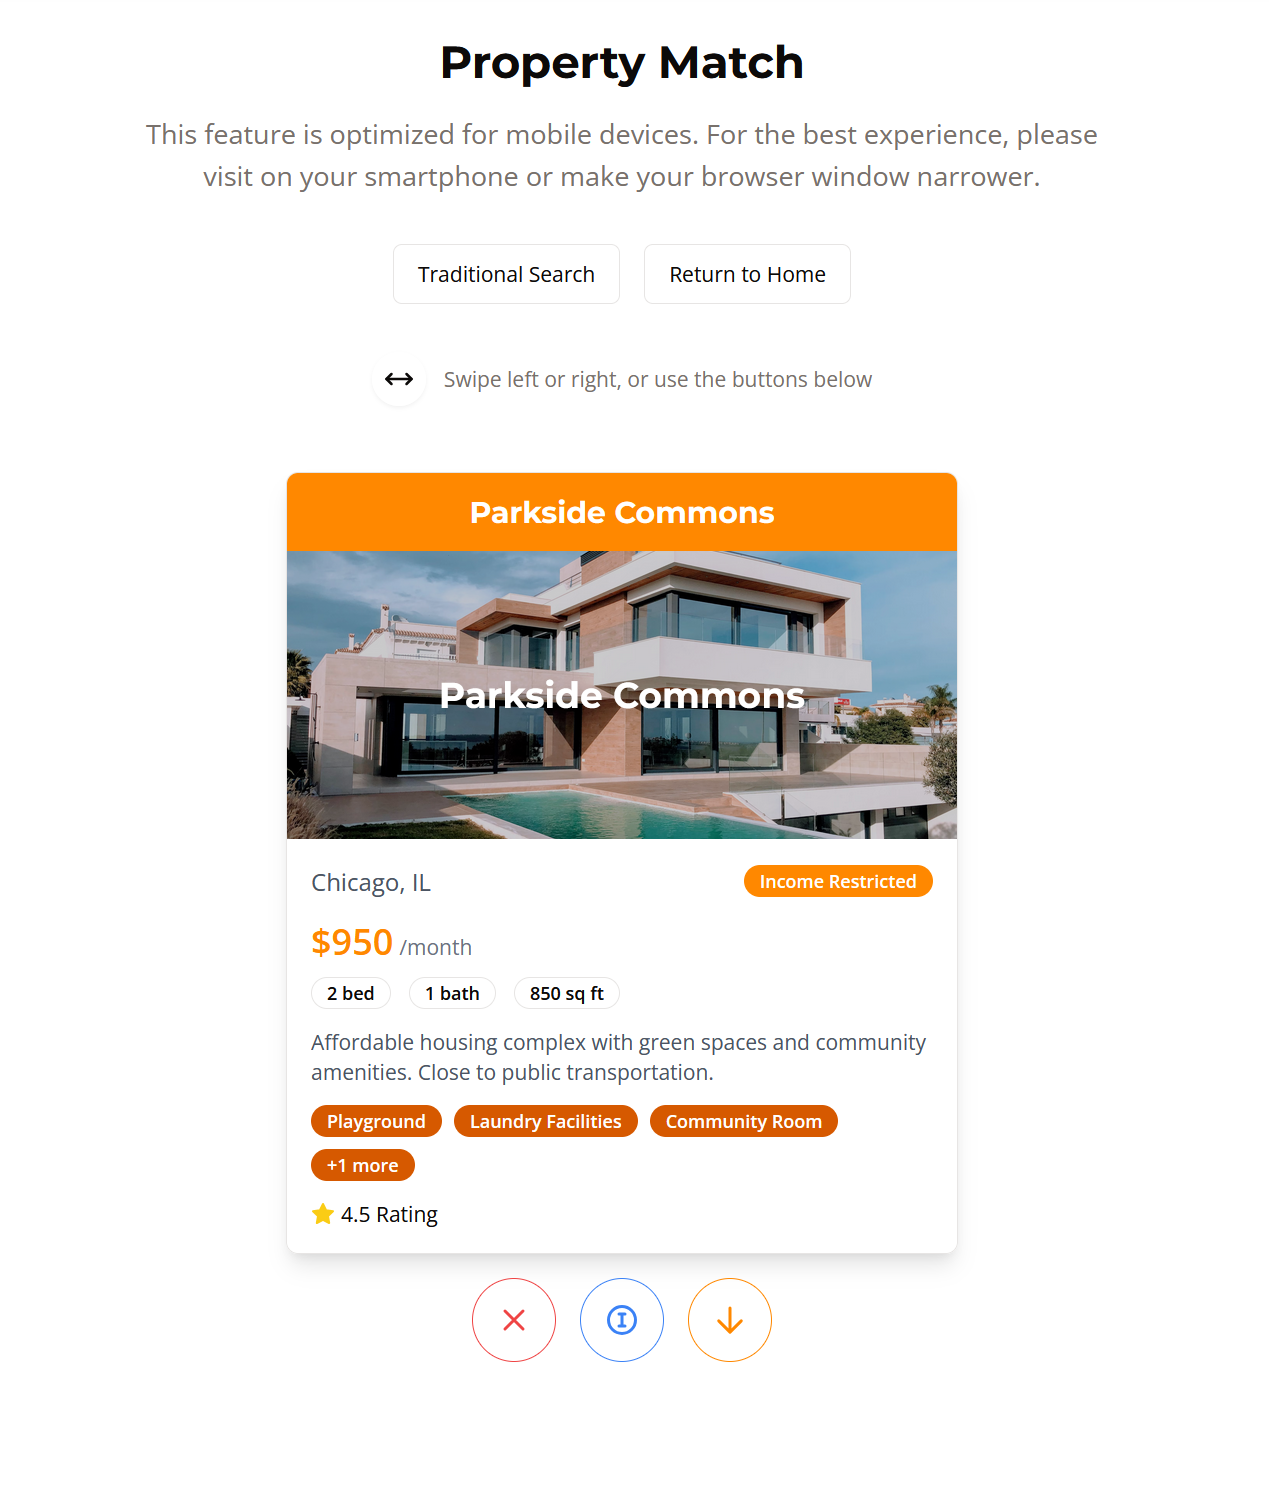 Property Match
This feature is optimized for mobile devices. For the best experience, please
visit on your smartphone or make your browser window narrower.
Traditional Search
Return to Home
Swipe left or right, or use the buttons below
Parkside Commons
Parkside Commons
Chicago, IL
Income Restricted
$950 /month
2 bed
1 bath
850 sq ft
Affordable housing complex with green spaces and community
amenities. Close to public transportation.
Playground
Laundry Facilities
Community Room
+1 more
4.5 Rating